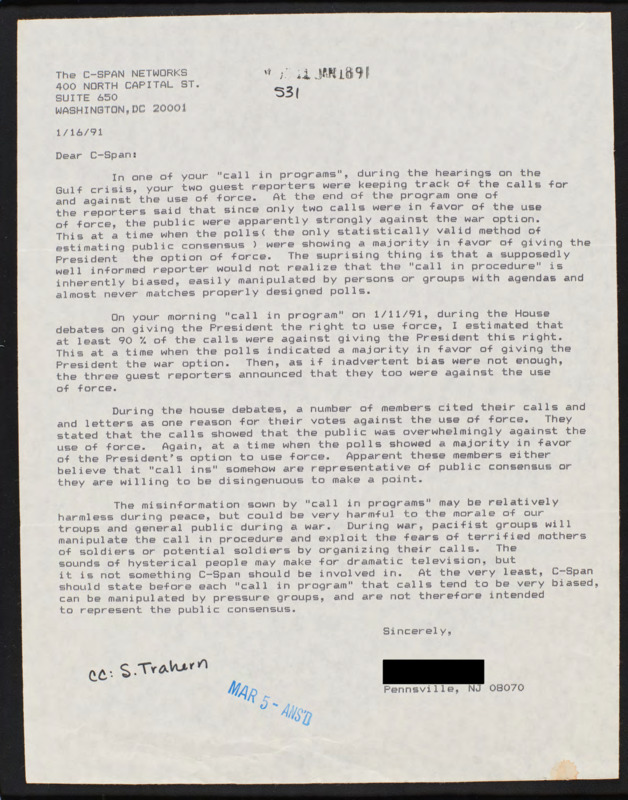 The C-SPAN NETWORKS
400 NORTH CAPITAL ST.
SUITE 650
WASHINGTON,DC 20001
11 JAN 1891
531
1/16/91
Dear C-Span:
In one of your "call in programs", during the hearings on the
Gulf crisis, your two guest reporters were keeping track of the calls for
and against the use of force. At the end of the program one of
the reporters said that since only two calls were in favor of the use
of force, the public were apparently strongly against the war option.
This at a time when the polls( the only statistically valid method of
estimating public consensus ) were showing a majority in favor of giving the
President the option of force. The suprising thing is that a supposedly
well informed reporter would not realize that the "call in procedure" is
inherently biased, easily manipulated by persons or groups with agendas and
almost never matches properly designed polls.
On your morning "call in program" on 1/11/91, during the House
debates on giving the President the right to use force, I estimated that
at least 90 % of the calls were against giving the President this right.
This at a time when the polls indicated a majority in favor of giving the
President the war option. Then, as if inadvertent bias were not enough,
the three guest reporters announced that they too were against the use
of force.
During the house debates, a number of members cited their calls and
and letters as one reason for their votes against the use of force. They
stated that the calls showed that the public was overwhelmingly against the
use of force. Again, at a time when the polls showed a majority in favor
of the President's option to use force. Apparent these members either
believe that "call ins" somehow are representative of public consensus or
they are willing to be disingenuous to make a point.
The misinformation sown by "call in programs" may be relatively
harmless during peace, but could be very harmful to the morale of our
troups and general public during a war. During war, pacifist groups will
manipulate the call in procedure and exploit the fears of terrified mothers
of soldiers or potential soldiers by organizing their calls. The
sounds of hysterical people may make for dramatic television, but
it is not something C-Span should be involved in. At the very least, C-Span
should state before each "call in program" that calls tend to be very biased,
can be manipulated by pressure groups, and are not therefore intended
to represent the public consensus.
Sincerely,
Pennsville, NJ 08070
cc: S. Trahern
MAR 5 - ANS'D